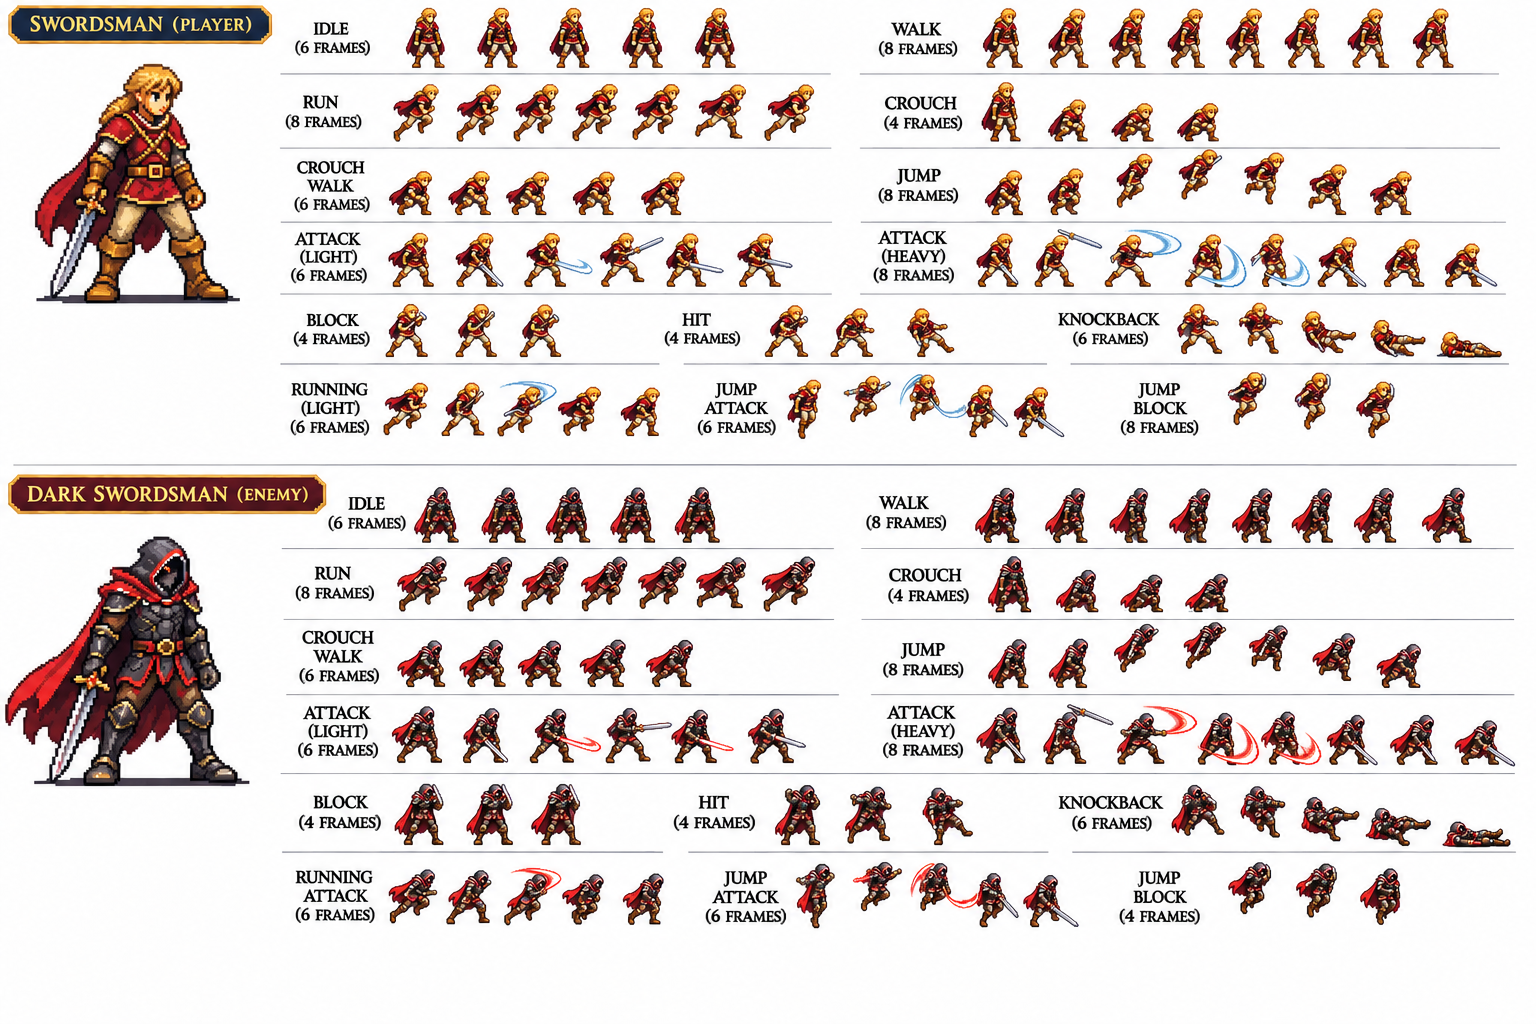 SWORDSMAN (PLAYER)
IDLE
(6 FRAMES)
WALK
(8 FRAMES)
RUN
(8 FRAMES)
CROUCH
(4 FRAMES)
CROUCH
WALK
(6 FRAMES)
JUMP
(8 FRAMES)
ATTACK
(LIGHT)
(6 FRAMES)
ATTACK
(HEAVY)
(8 FRAMES)
BLOCK
(4 FRAMES)
HIT
(4 FRAMES)
KNOCKBACK
(6 FRAMES)
RUNNING
(LIGHT)
(6 FRAMES)
JUMP
ATTACK
(6 FRAMES)
JUMP
BLOCK
(8 FRAMES)
DARK SWORDSMAN (ENEMY)
IDLE
(6 FRAMES)
WALK
(8 FRAMES)
RUN
(8 FRAMES)
CROUCH
(4 FRAMES)
CROUCH
WALK
(6 FRAMES)
JUMP
(8 FRAMES)
ATTACK
(LIGHT)
(6 FRAMES)
ATTACK
(HEAVY)
(8 FRAMES)
BLOCK
(4 FRAMES)
HIT
(4 FRAMES)
KNOCKBACK
(6 FRAMES)
RUNNING
ATTACK
(6 FRAMES)
JUMP
ATTACK
(6 FRAMES)
JUMP
BLOCK
(4 FRAMES)